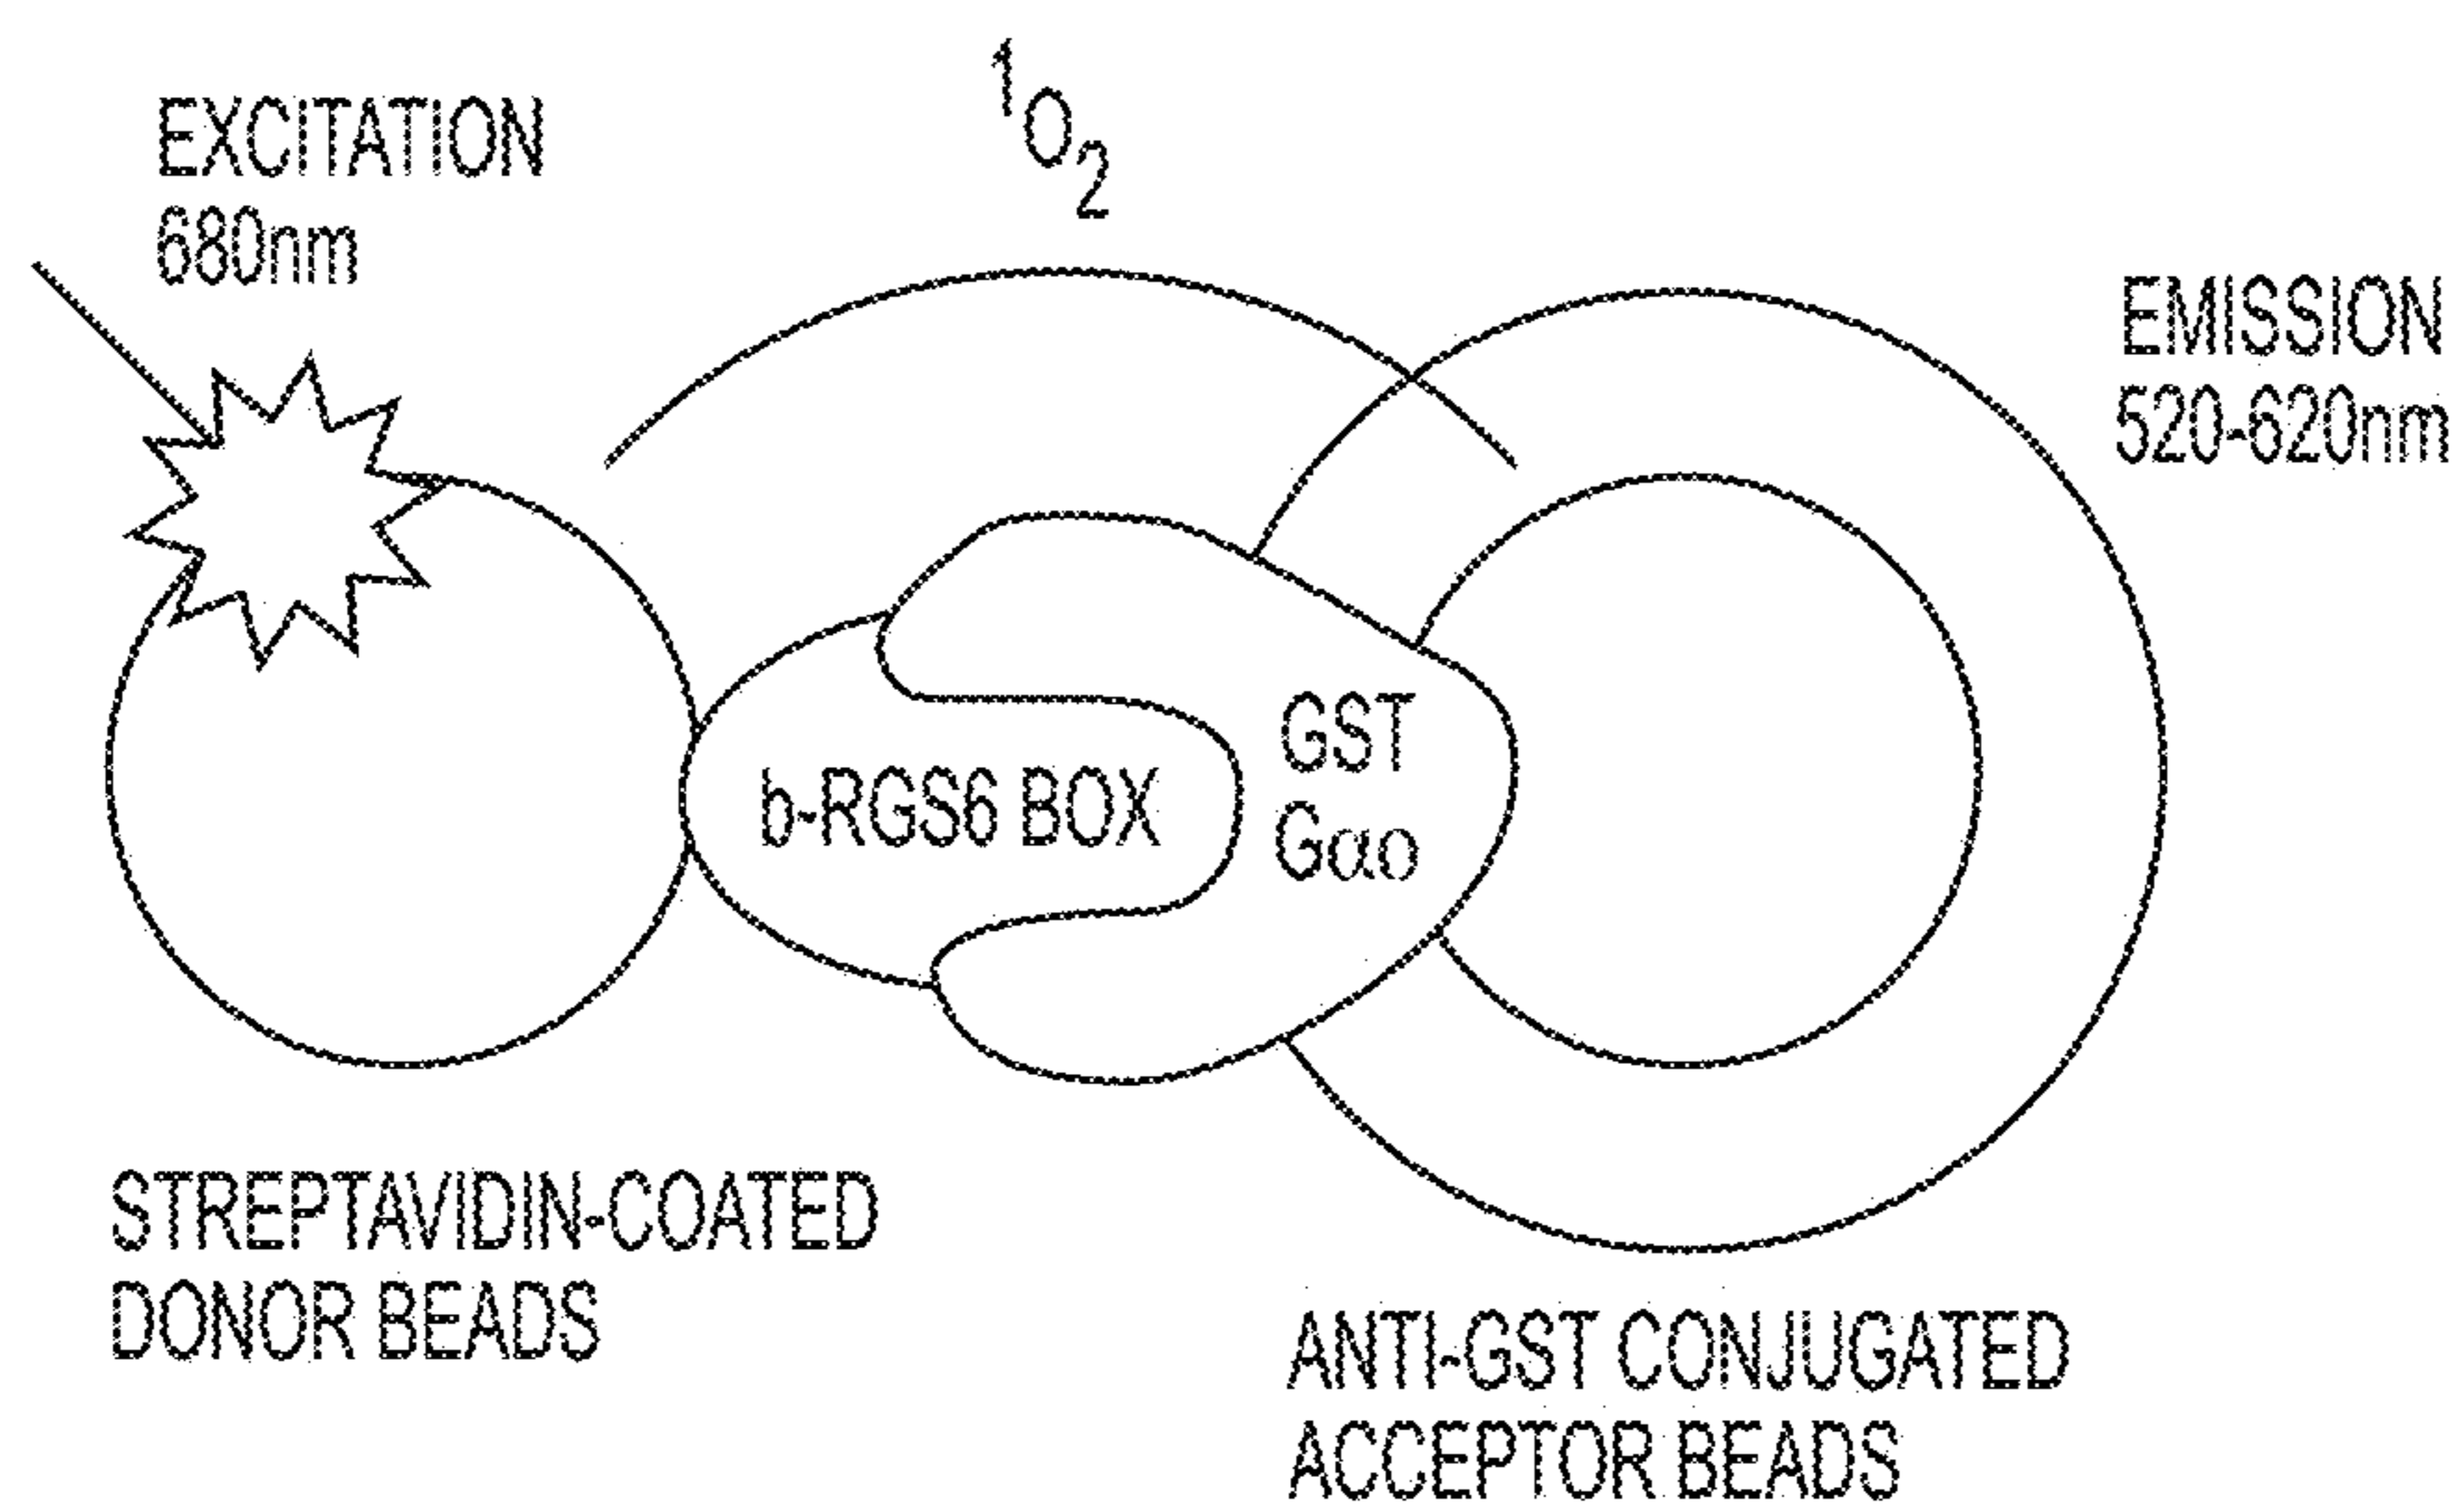 EXCITATION
680nm
¹O₂
EMISSION
520-620nm
b-RGS6 BOX
GST
Gαo
STREPTAVIDIN-COATED
DONOR BEADS
ANTI-GST CONJUGATED
ACCEPTOR BEADS